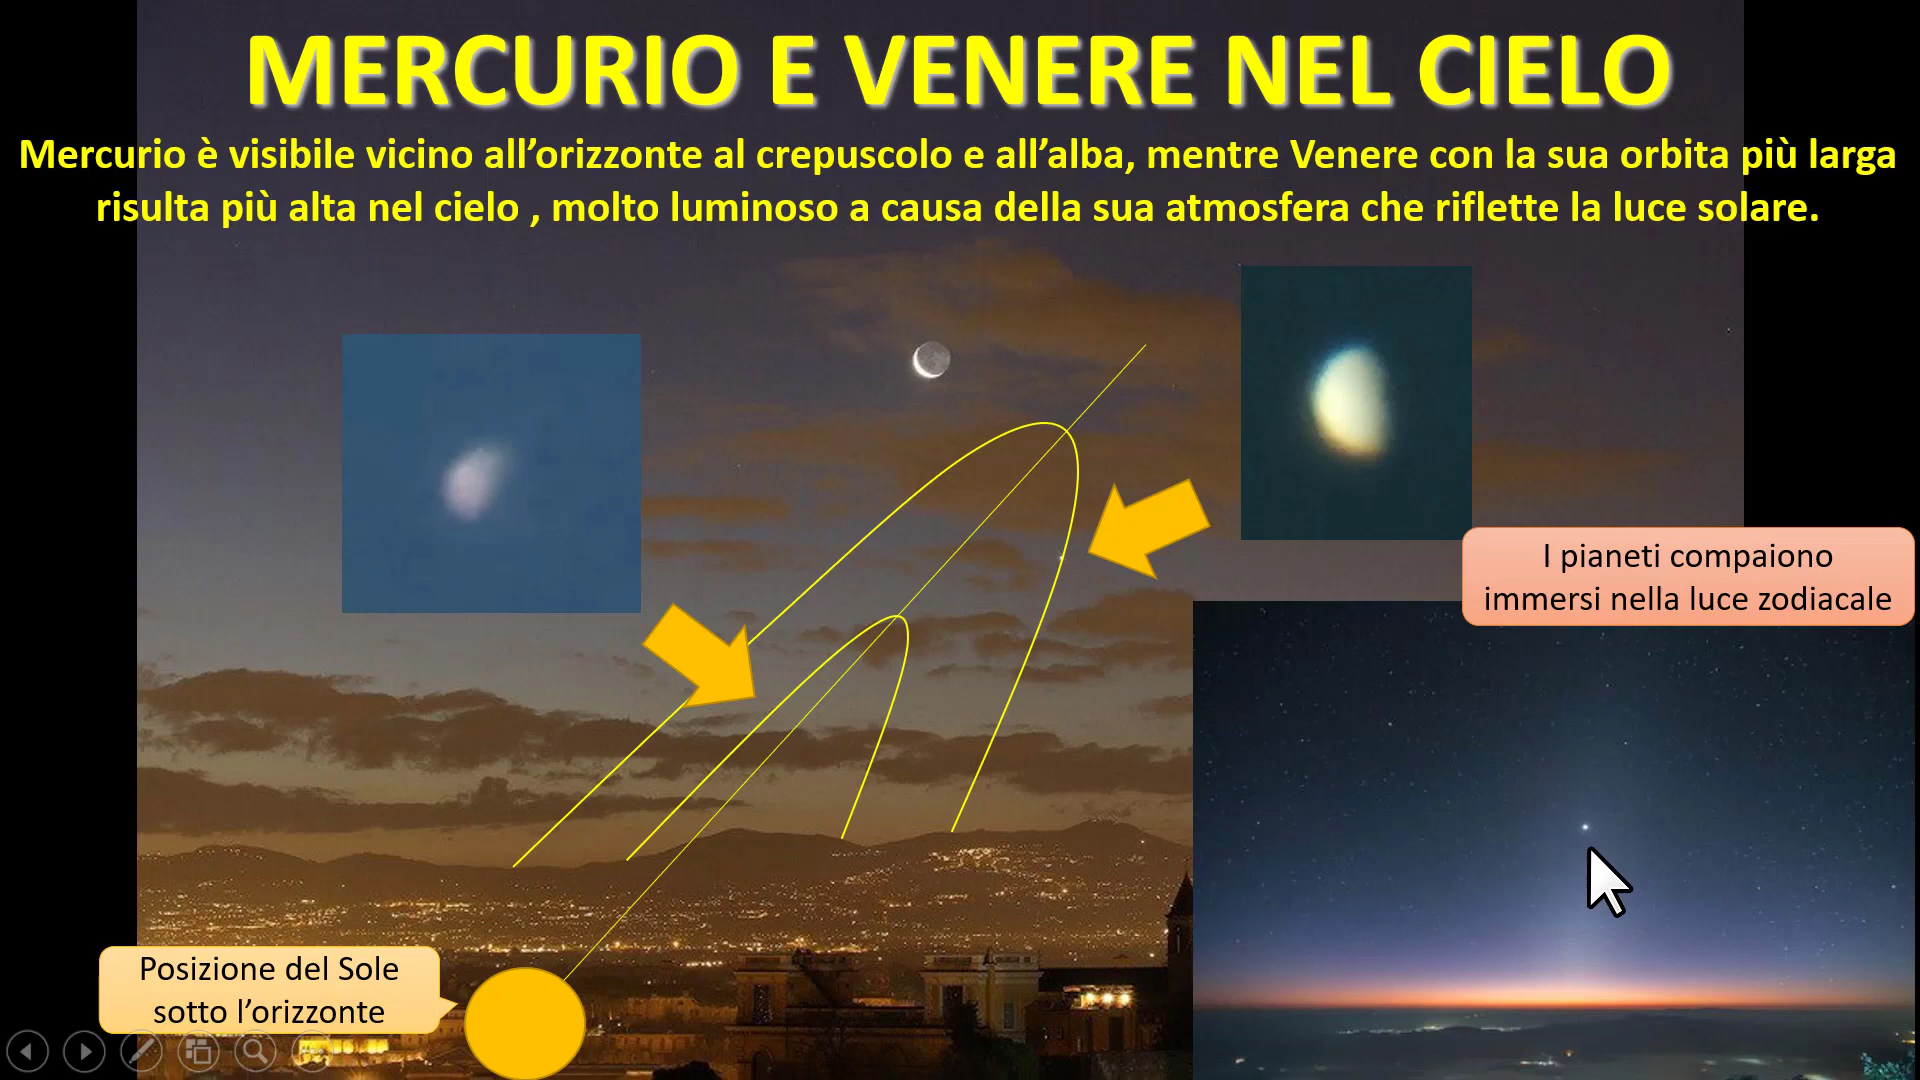 MERCURIO E VENERE NEL CIELO
Mercurio è visibile vicino all’orizzonte al crepuscolo e all’alba, mentre Venere con la sua orbita più larga
risulta più alta nel cielo , molto luminoso a causa della sua atmosfera che riflette la luce solare.
I pianeti compaiono
immersi nella luce zodiacale
Posizione del Sole
sotto l’orizzonte